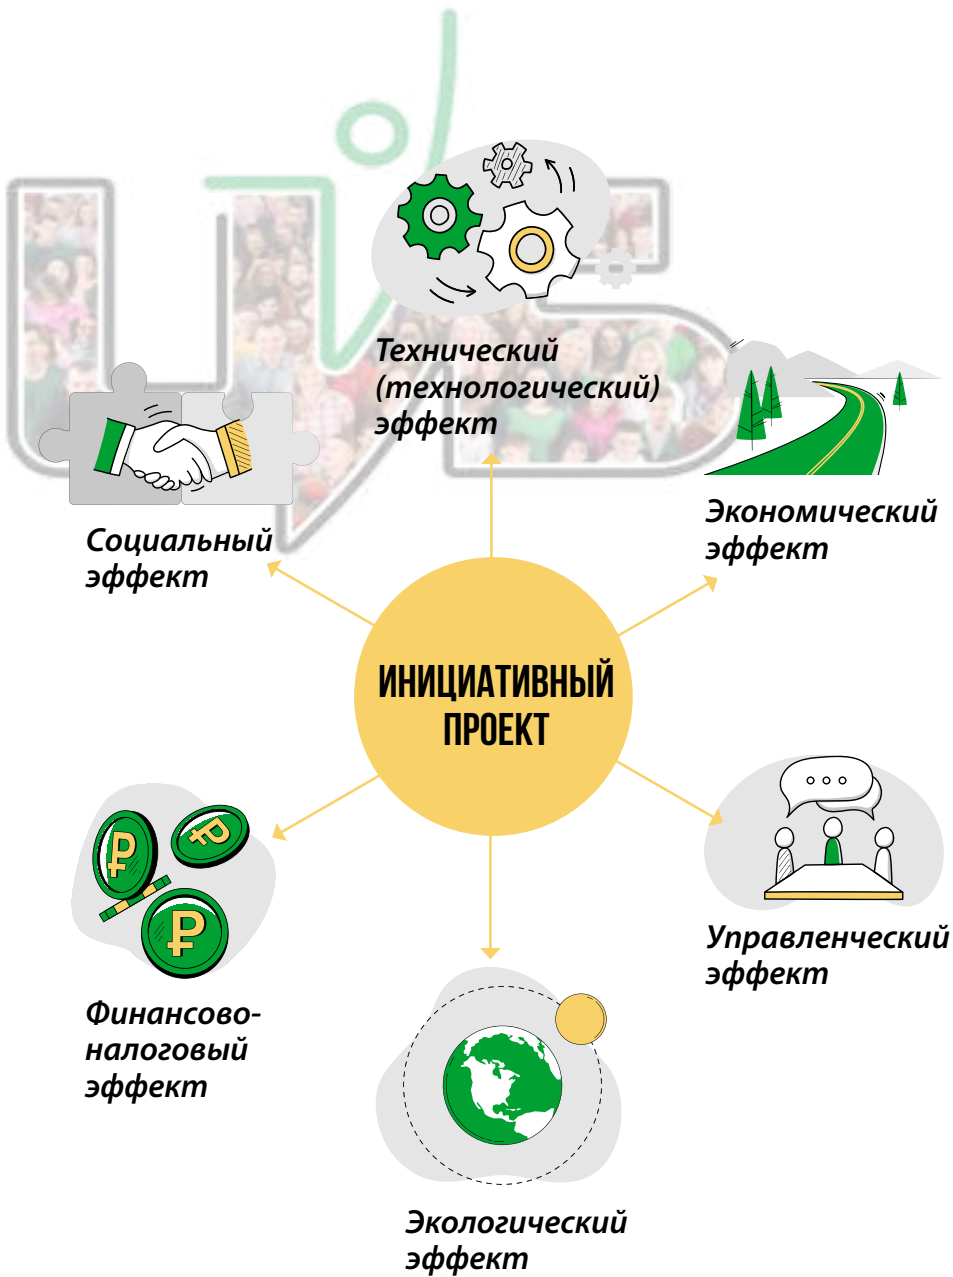 Технический
(технологический)
эффект
Экономический
эффект
Социальный
эффект
ИНИЦИАТИВНЫЙ
ПРОЕКТ
Управленческий
эффект
Финансово-
налоговый
эффект
Экологический
эффект